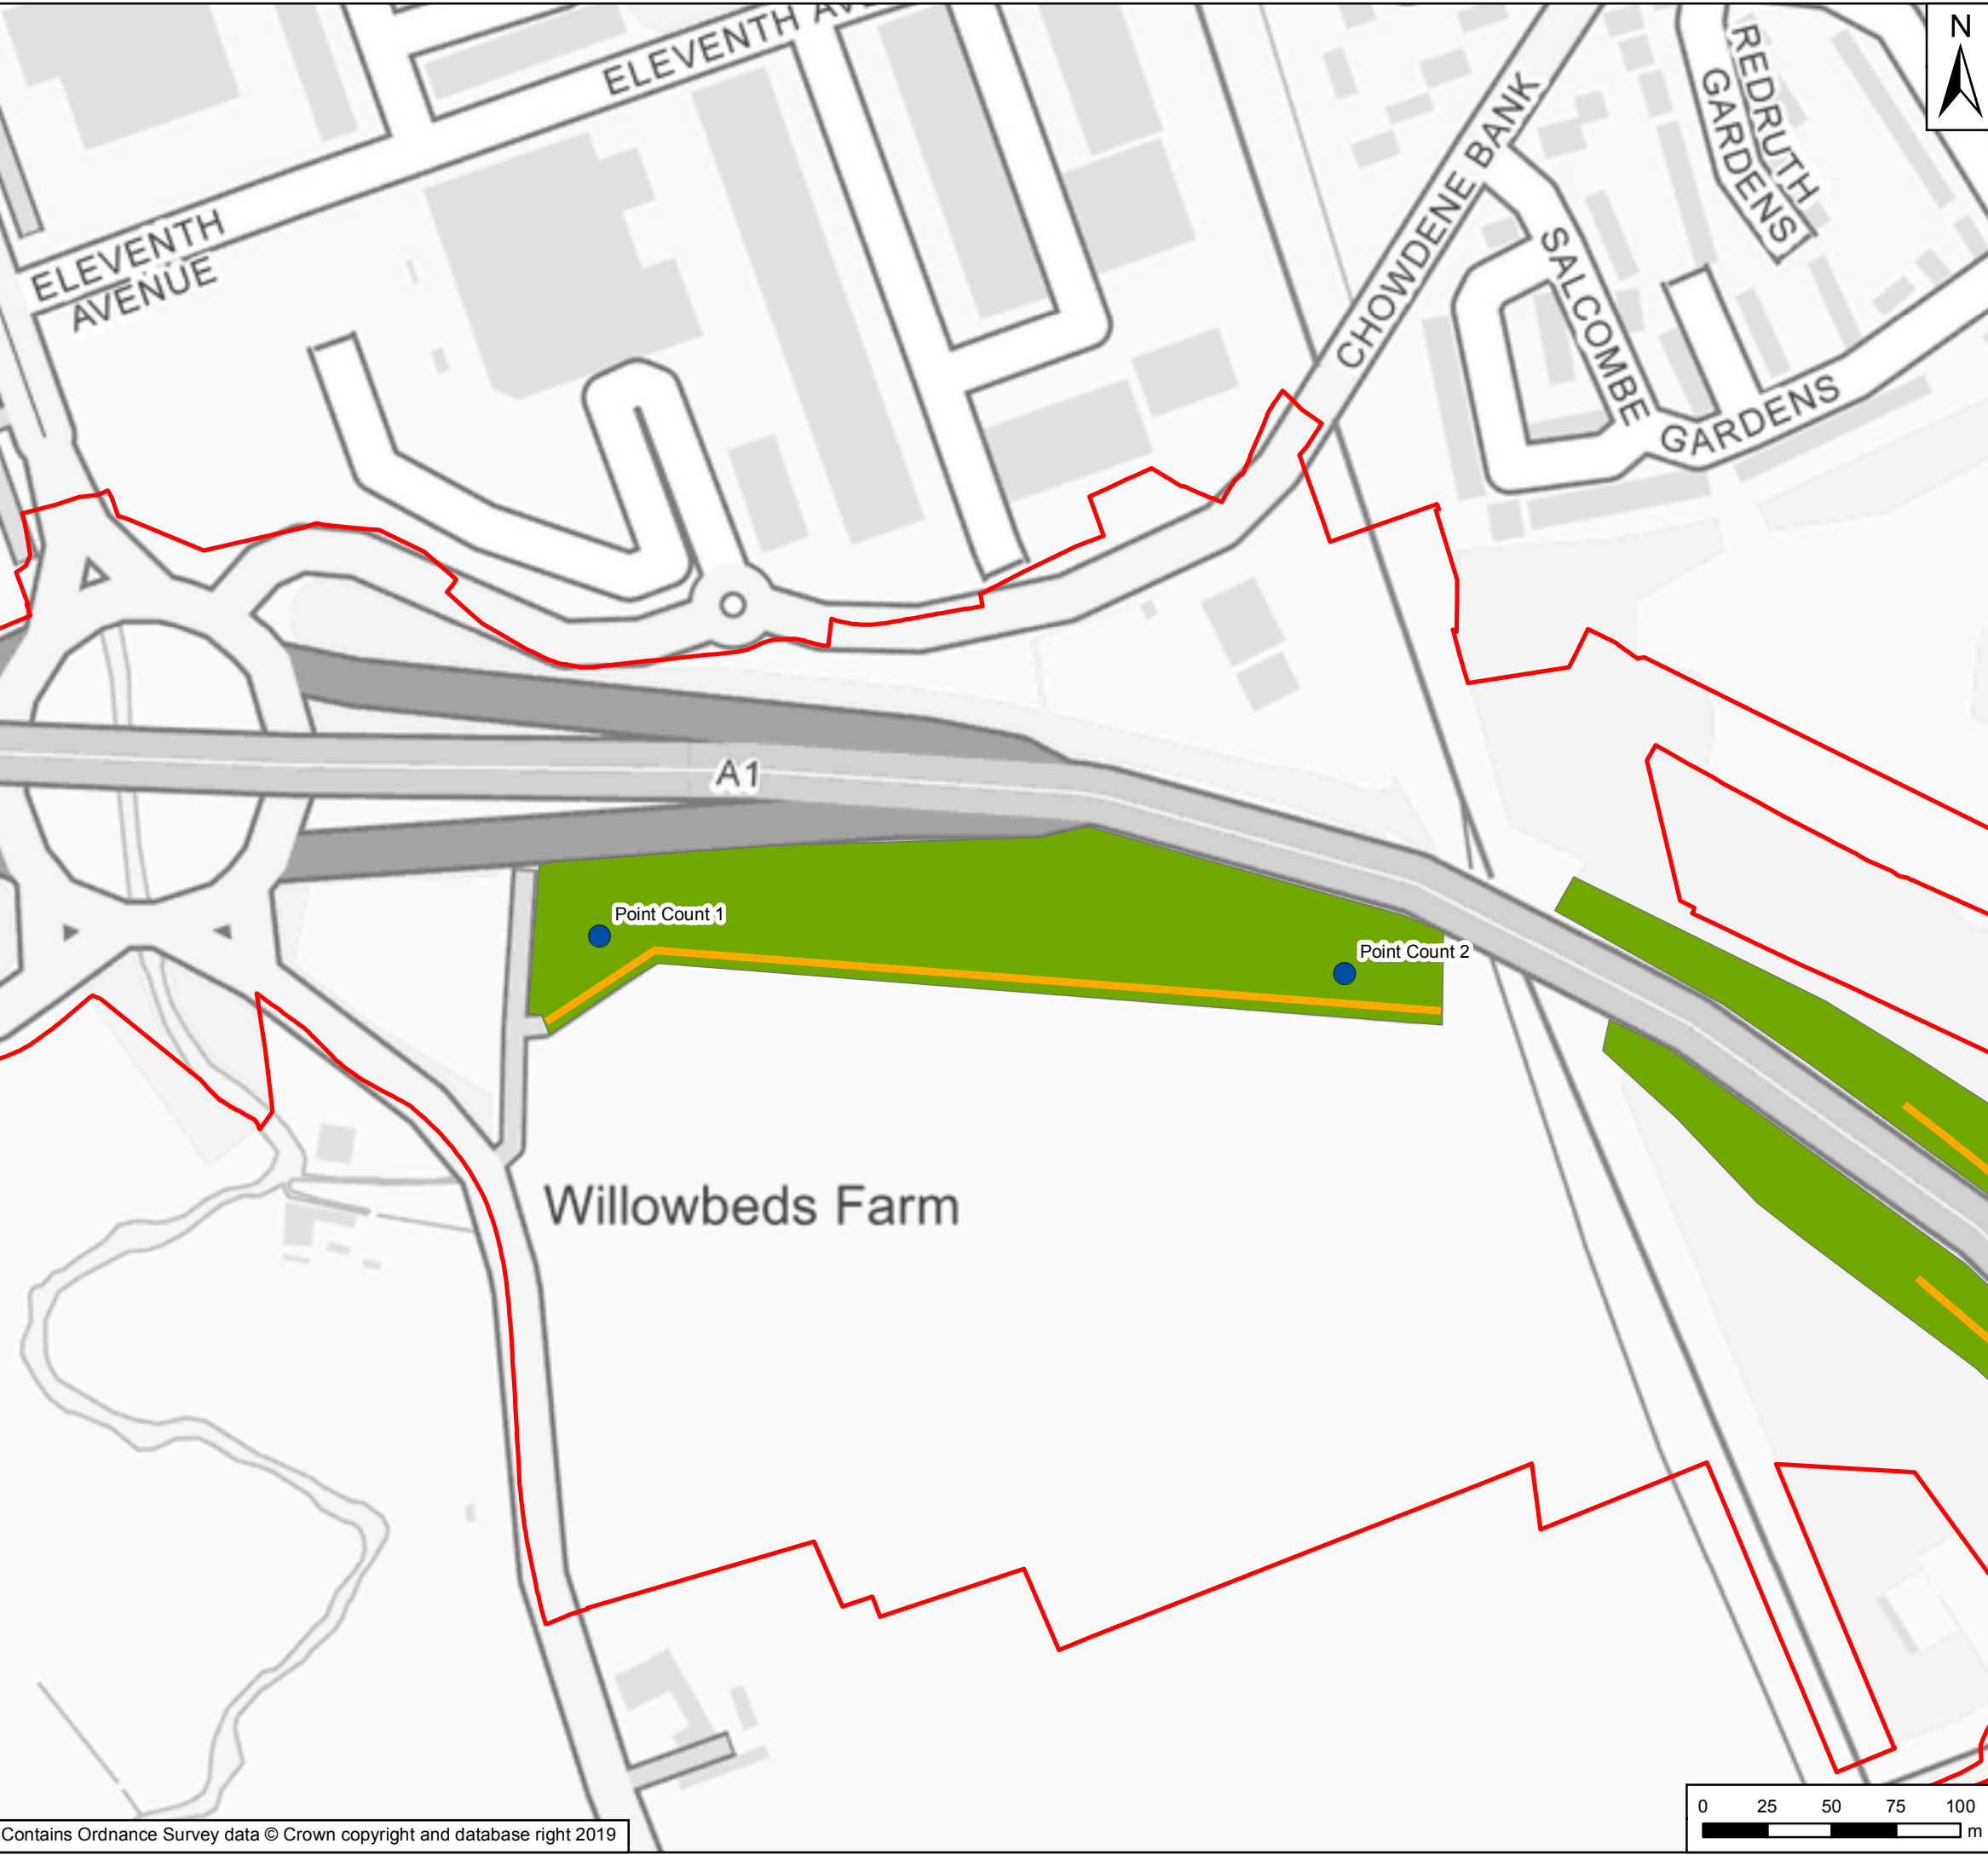 N
ELEVENTH AV
REDRUTH
GARDENS
CHOWDENE BANK
ELEVENTH
AVENUE
SALCOMBE
GARDENS
A1
Point Count 1
Point Count 2
Willowbeds Farm
0 25 50 75 100
m
Contains Ordnance Survey data © Crown copyright and database right 2019